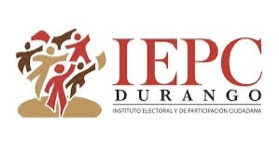 IEPC
DURANGO
INSTITUTO ELECTORAL Y DE PARTICIPACIÓN CIUDADANA